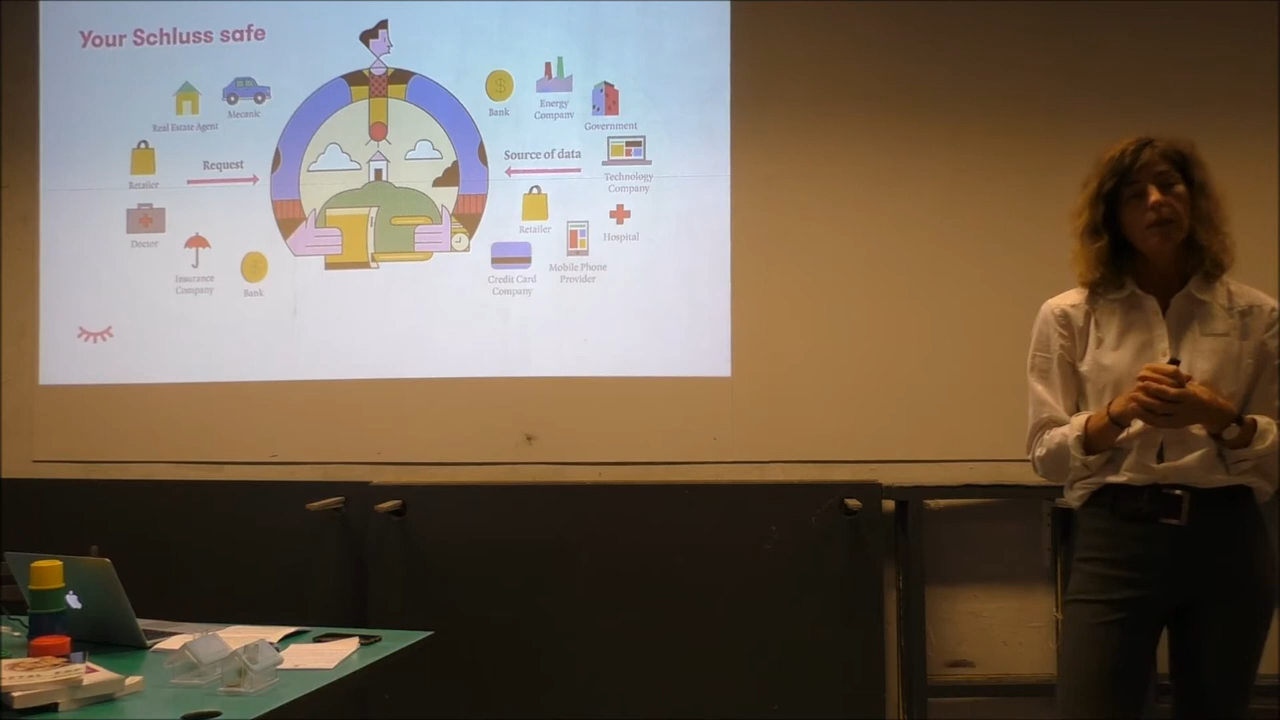 Your Schluss safe
Real Estate Agent
Mecanic
Retailer
Request
Doctor
Insurance
Company
Bank
Bank
Energy
Company
Government
Source of data
Technology
Company
Retailer
Hospital
Credit Card
Company
Mobile Phone
Provider